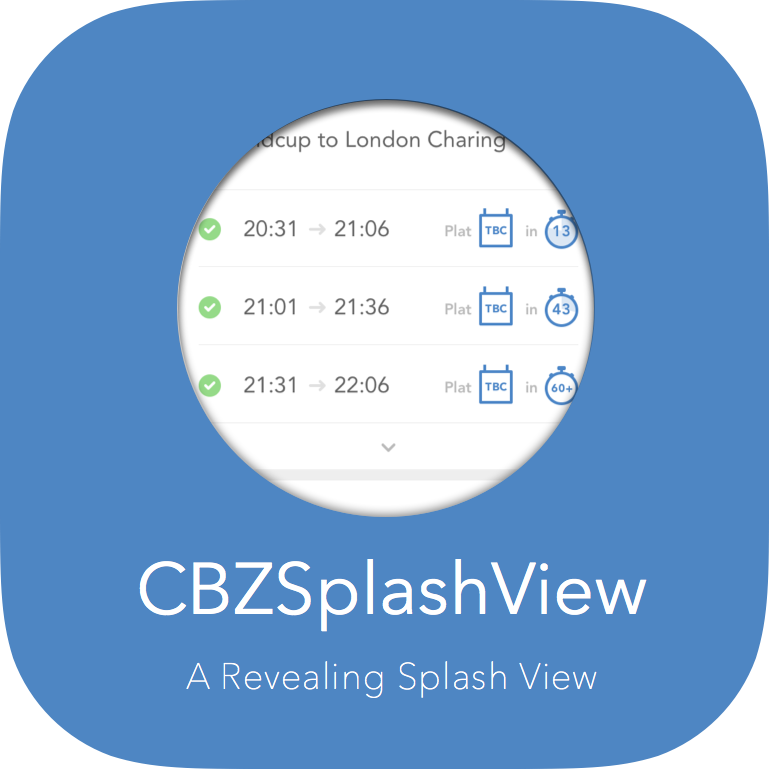 dcup to London Charing
20:31 → 21:06 Plat TBC in 13
21:01 → 21:36 Plat TBC in 43
21:31 → 22:06 Plat TBC in 60+
CBZSplashView
A Revealing Splash View